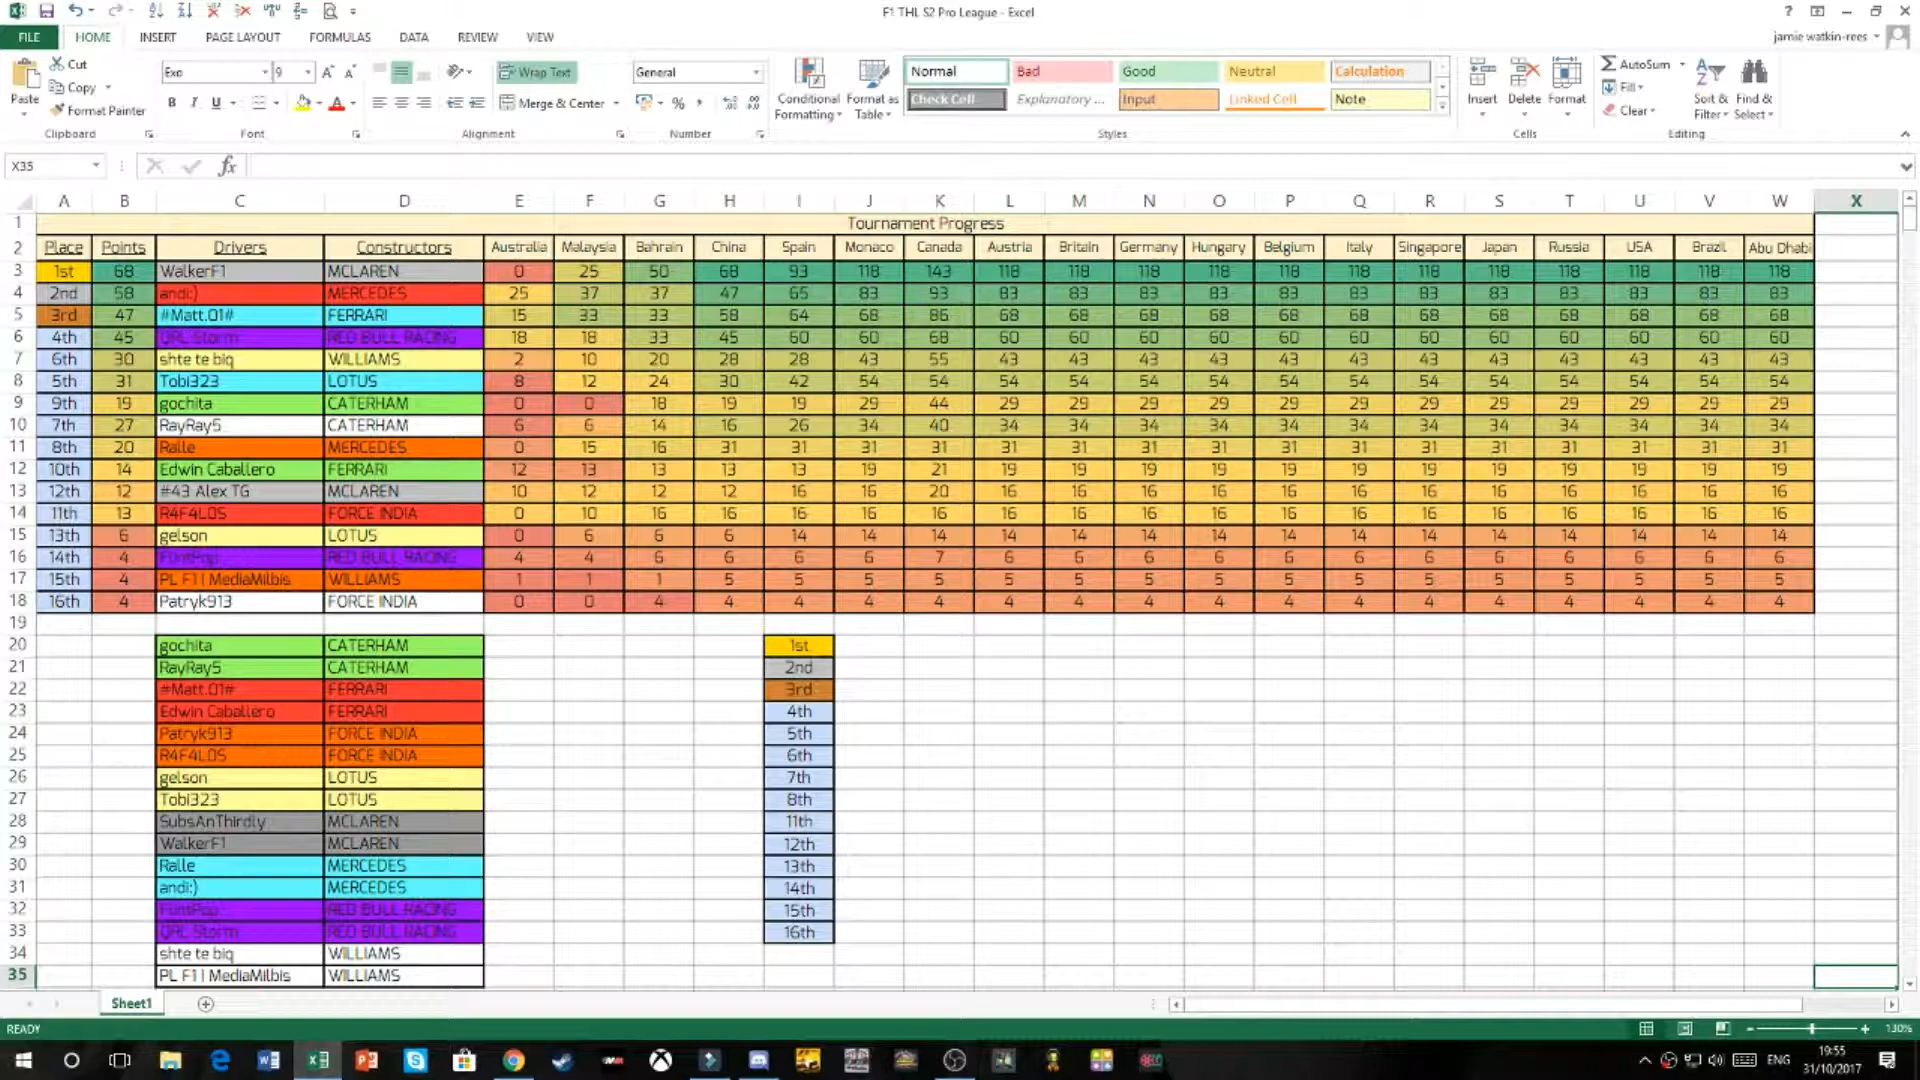 F1 THL S2 Pro League - Excel
FILE HOME INSERT PAGE LAYOUT FORMULAS DATA REVIEW VIEW jamie watkin-rees
Paste Cut Copy Format Painter Clipboard
Exo 9 B I U A Font
Wrap Text Merge & Center Alignment
General % Number
Conditional Formatting Format as Table
Normal Bad Good Neutral Calculation
Check Cell Explanatory ... Input Linked Cell Note
Styles
Insert Delete Format Cells
AutoSum Fill Clear Sort & Filter Find & Select Editing
X35 fx
A B C D E F G H I J K L M N O P Q R S T U V W X
1 Tournament Progress
2 Place Points Drivers Constructors Australia Malaysia Bahrain China Spain Monaco Canada Austria Britain Germany Hungary Belgium Italy Singapore Japan Russia USA Brazil Abu Dhabi
3 1st 68 WalkerF1 MCLAREN 0 25 50 68 93 118 143 118 118 118 118 118 118 118 118 118 118 118 118
4 2nd 58 andi:) MERCEDES 25 37 37 47 65 83 93 83 83 83 83 83 83 83 83 83 83 83 83
5 3rd 47 #Matt.01# FERRARI 15 33 33 58 64 68 86 68 68 68 68 68 68 68 68 68 68 68 68
6 4th 45 QRL Storm RED BULL RACING 18 18 33 45 60 60 68 60 60 60 60 60 60 60 60 60 60 60 60
7 6th 30 shte te biq WILLIAMS 2 10 20 28 28 43 55 43 43 43 43 43 43 43 43 43 43 43 43
8 5th 31 Tobi323 LOTUS 8 12 24 30 42 54 54 54 54 54 54 54 54 54 54 54 54 54 54
9 9th 19 gochita CATERHAM 0 0 18 19 19 29 44 29 29 29 29 29 29 29 29 29 29 29 29
10 7th 27 RayRay5 CATERHAM 6 6 14 16 26 34 40 34 34 34 34 34 34 34 34 34 34 34 34
11 8th 20 Ralle MERCEDES 0 15 16 31 31 31 31 31 31 31 31 31 31 31 31 31 31 31 31
12 10th 14 Edwin Caballero FERRARI 12 13 13 13 13 19 21 19 19 19 19 19 19 19 19 19 19 19 19
13 12th 12 #43 Alex TG MCLAREN 10 12 12 12 16 16 20 16 16 16 16 16 16 16 16 16 16 16 16
14 11th 13 R4F4L0S FORCE INDIA 0 10 16 16 16 16 16 16 16 16 16 16 16 16 16 16 16 16 16
15 13th 6 gelson LOTUS 0 6 6 6 14 14 14 14 14 14 14 14 14 14 14 14 14 14 14
16 14th 4 FlintPop RED BULL RACING 4 4 6 6 6 6 7 6 6 6 6 6 6 6 6 6 6 6 6
17 15th 4 PL F1 | MediaMilbis WILLIAMS 1 1 1 5 5 5 5 5 5 5 5 5 5 5 5 5 5 5 5
18 16th 4 Patryk913 FORCE INDIA 0 0 4 4 4 4 4 4 4 4 4 4 4 4 4 4 4 4 4
19
20 gochita CATERHAM 1st
21 RayRay5 CATERHAM 2nd
22 #Matt.01# FERRARI 3rd
23 Edwin Caballero FERRARI 4th
24 Patryk913 FORCE INDIA 5th
25 R4F4L0S FORCE INDIA 6th
26 gelson LOTUS 7th
27 Tobi323 LOTUS 8th
28 SubsAnThirdly MCLAREN 11th
29 WalkerF1 MCLAREN 12th
30 Ralle MERCEDES 13th
31 andi:) MERCEDES 14th
32 FlintPop RED BULL RACING 15th
33 QRL Storm RED BULL RACING 16th
34 shte te biq WILLIAMS
35 PL F1 | MediaMilbis WILLIAMS
Sheet1
READY 130%
ENG 19:55
31/10/2017